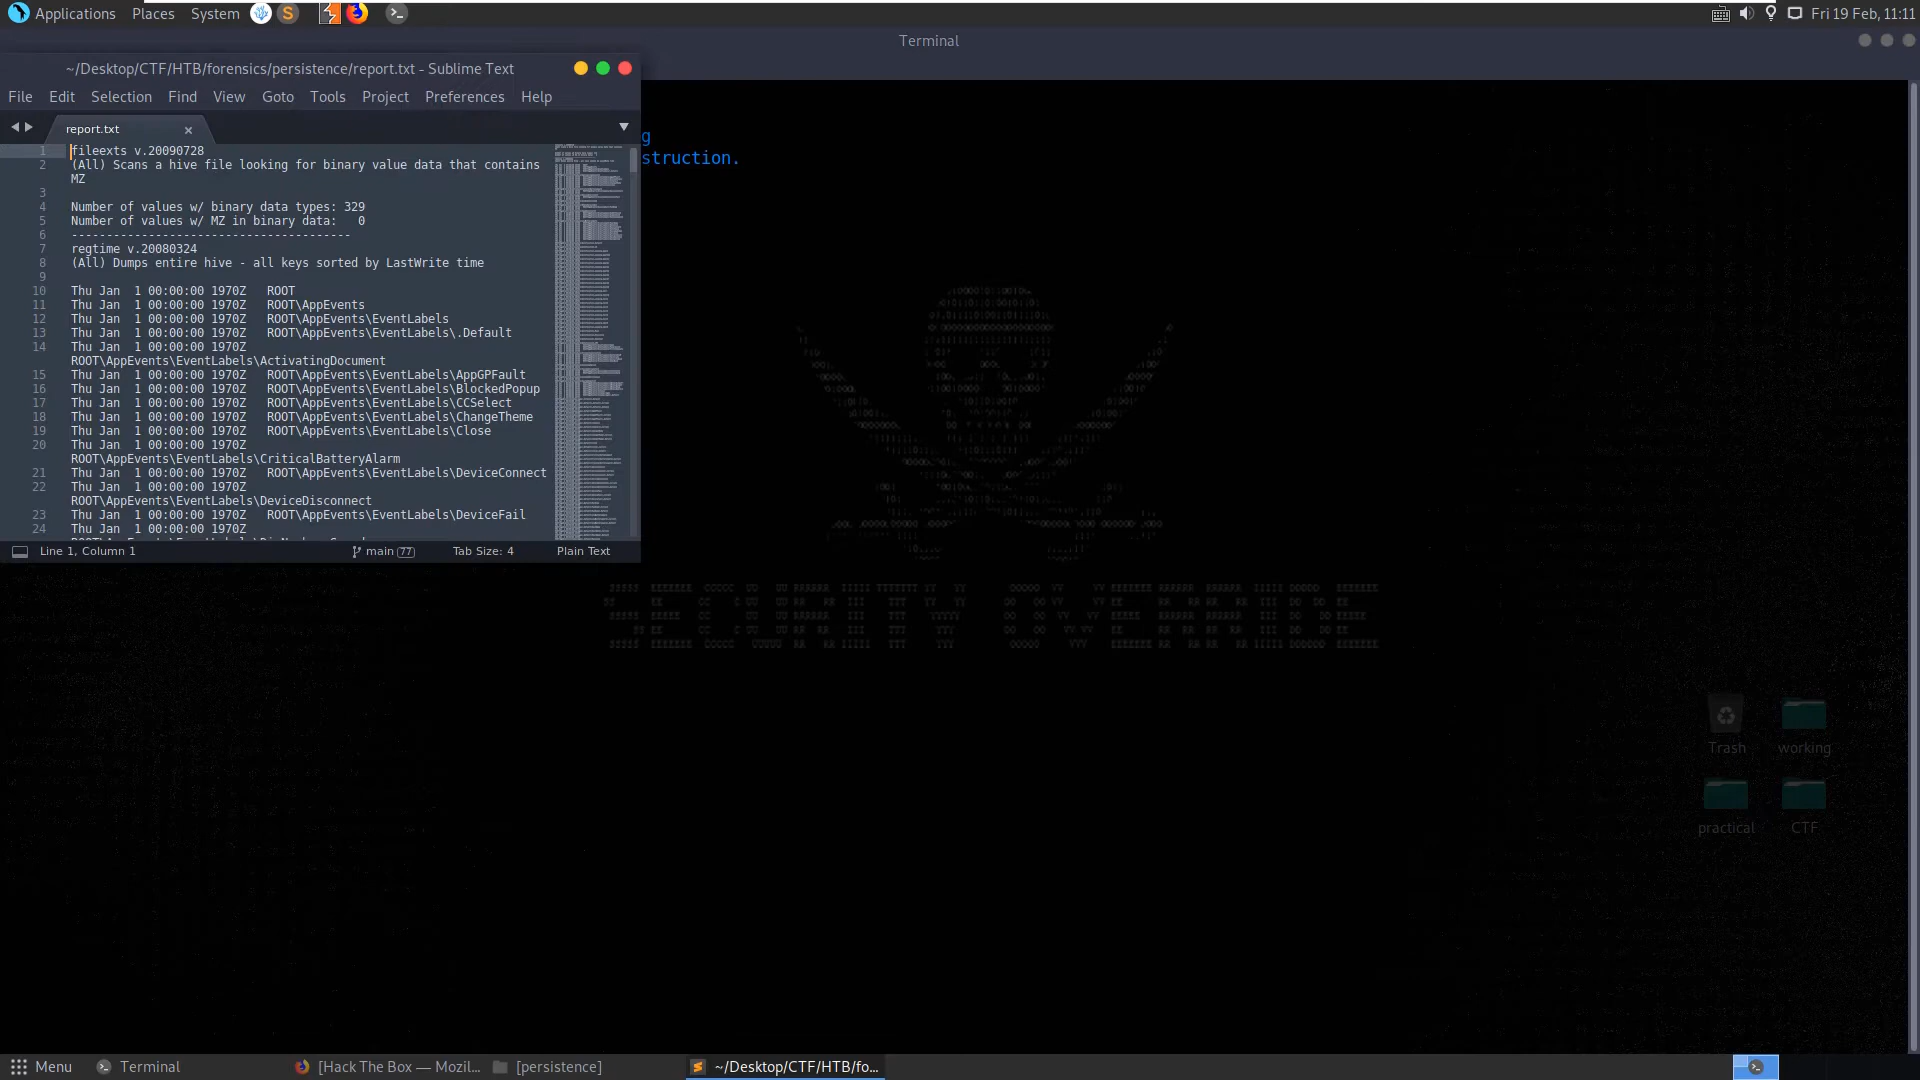 Applications Places System Fri 19 Feb, 11:11
Terminal
~/Desktop/CTF/HTB/forensics/persistence/report.txt - Sublime Text
File Edit Selection Find View Goto Tools Project Preferences Help
report.txt
g
struction.
1 fileexts v.20090728
2 (All) Scans a hive file looking for binary value data that contains
MZ
3
4 Number of values w/ binary data types: 329
5 Number of values w/ MZ in binary data:   0
6 ----------------------------------------
7 regtime v.20080324
8 (All) Dumps entire hive - all keys sorted by LastWrite time
9
10 Thu Jan  1 00:00:00 1970Z   ROOT
11 Thu Jan  1 00:00:00 1970Z   ROOT\AppEvents
12 Thu Jan  1 00:00:00 1970Z   ROOT\AppEvents\EventLabels
13 Thu Jan  1 00:00:00 1970Z   ROOT\AppEvents\EventLabels\.Default
14 Thu Jan  1 00:00:00 1970Z
ROOT\AppEvents\EventLabels\ActivatingDocument
15 Thu Jan  1 00:00:00 1970Z   ROOT\AppEvents\EventLabels\AppGPFault
16 Thu Jan  1 00:00:00 1970Z   ROOT\AppEvents\EventLabels\BlockedPopup
17 Thu Jan  1 00:00:00 1970Z   ROOT\AppEvents\EventLabels\CCSelect
18 Thu Jan  1 00:00:00 1970Z   ROOT\AppEvents\EventLabels\ChangeTheme
19 Thu Jan  1 00:00:00 1970Z   ROOT\AppEvents\EventLabels\Close
20 Thu Jan  1 00:00:00 1970Z
ROOT\AppEvents\EventLabels\CriticalBatteryAlarm
21 Thu Jan  1 00:00:00 1970Z   ROOT\AppEvents\EventLabels\DeviceConnect
22 Thu Jan  1 00:00:00 1970Z
ROOT\AppEvents\EventLabels\DeviceDisconnect
23 Thu Jan  1 00:00:00 1970Z   ROOT\AppEvents\EventLabels\DeviceFail
24 Thu Jan  1 00:00:00 1970Z
Line 1, Column 1 main 77 Tab Size: 4 Plain Text
SECURITY OVERRIDE
Trash working
practical CTF
Menu Terminal [Hack The Box — Mozil... [persistence] ~/Desktop/CTF/HTB/fo...